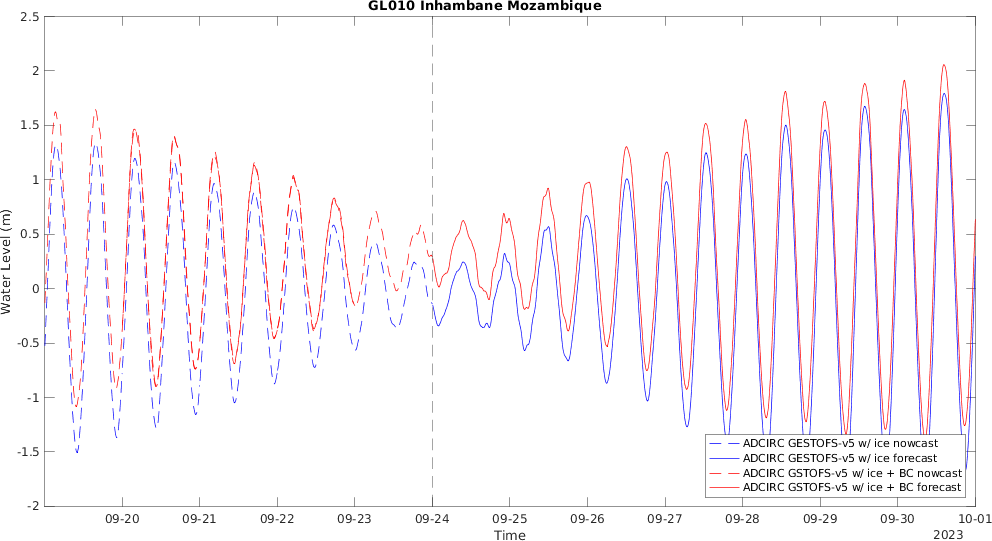 GL010 Inhambane Mozambique
2.5
2
1.5
1
0.5
0
-0.5
-1
-1.5
-2
Water Level (m)
ADCIRC GESTOFS-v5 w/ ice nowcast
ADCIRC GESTOFS-v5 w/ ice forecast
ADCIRC GSTOFS-v5 w/ ice + BC nowcast
ADCIRC GSTOFS-v5 w/ ice + BC forecast
09-20 09-21 09-22 09-23 09-24 09-25 09-26 09-27 09-28 09-29 09-30 10-01
Time
2023